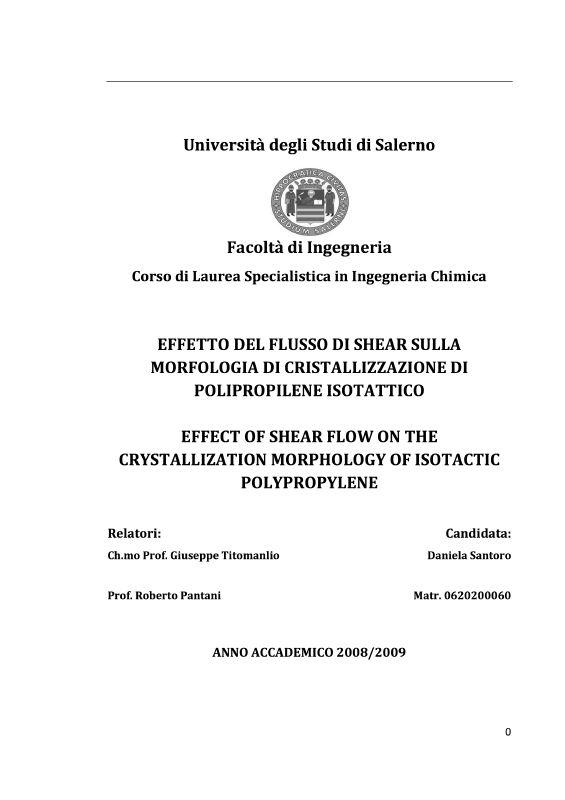 Università degli Studi di Salerno
HIPPOCRATICA CIVITAS
STUDIUM SALERNI
Facoltà di Ingegneria
Corso di Laurea Specialistica in Ingegneria Chimica
EFFETTO DEL FLUSSO DI SHEAR SULLA
MORFOLOGIA DI CRISTALLIZZAZIONE DI
POLIPROPILENE ISOTATTICO
EFFECT OF SHEAR FLOW ON THE
CRYSTALLIZATION MORPHOLOGY OF ISOTACTIC
POLYPROPYLENE
Relatori: Candidata:
Ch.mo Prof. Giuseppe Titomanlio Daniela Santoro
Prof. Roberto Pantani Matr. 0620200060
ANNO ACCADEMICO 2008/2009
0